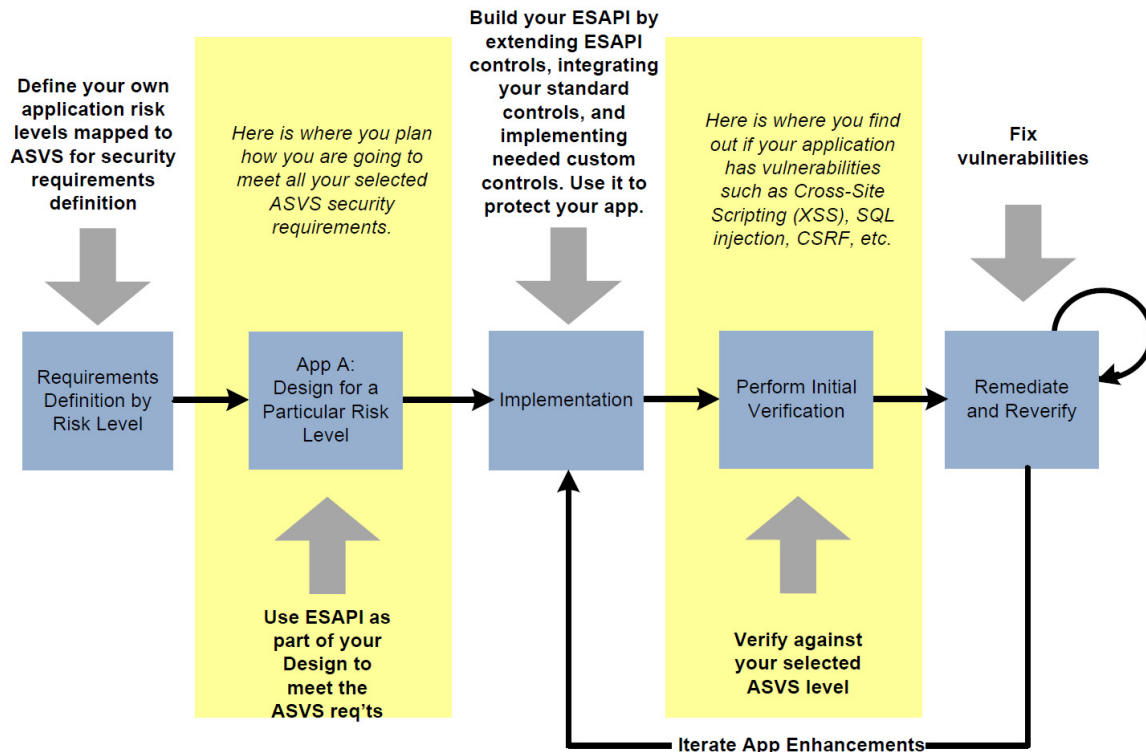 Define your own
application risk
levels mapped to
ASVS for security
requirements
definition
Here is where you plan
how you are going to
meet all your selected
ASVS security
requirements.
Build your ESAPI by
extending ESAPI
controls, integrating
your standard
controls, and
implementing
needed custom
controls. Use it to
protect your app.
Here is where you find
out if your application
has vulnerabilities
such as Cross-Site
Scripting (XSS), SQL
injection, CSRF, etc.
Fix
vulnerabilities
Requirements
Definition by
Risk Level
App A:
Design for a
Particular Risk
Level
Implementation
Perform Initial
Verification
Remediate
and Reverify
Use ESAPI as
part of your
Design to
meet the
ASVS req'ts
Verify against
your selected
ASVS level
Iterate App Enhancements